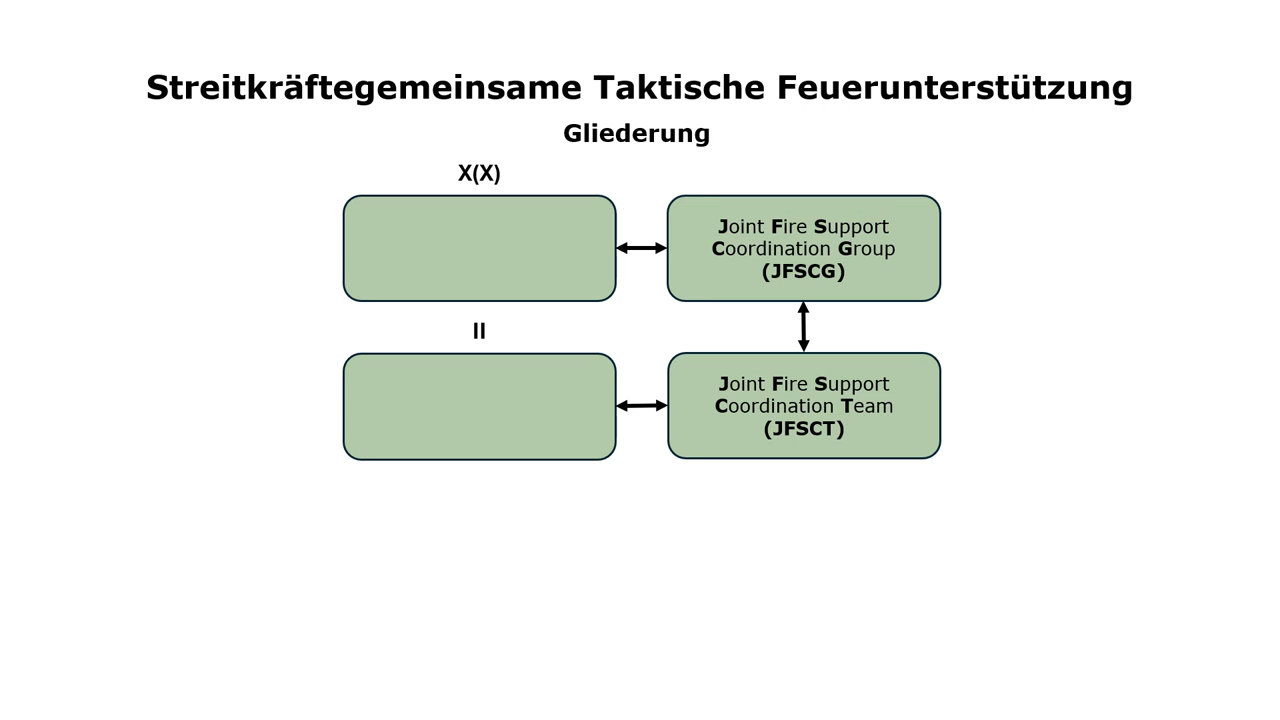 Streitkräftegemeinsame Taktische Feuerunterstützung
Gliederung
X(X)
Joint Fire Support
Coordination Group
(JFSCG)
II
Joint Fire Support
Coordination Team
(JFSCT)